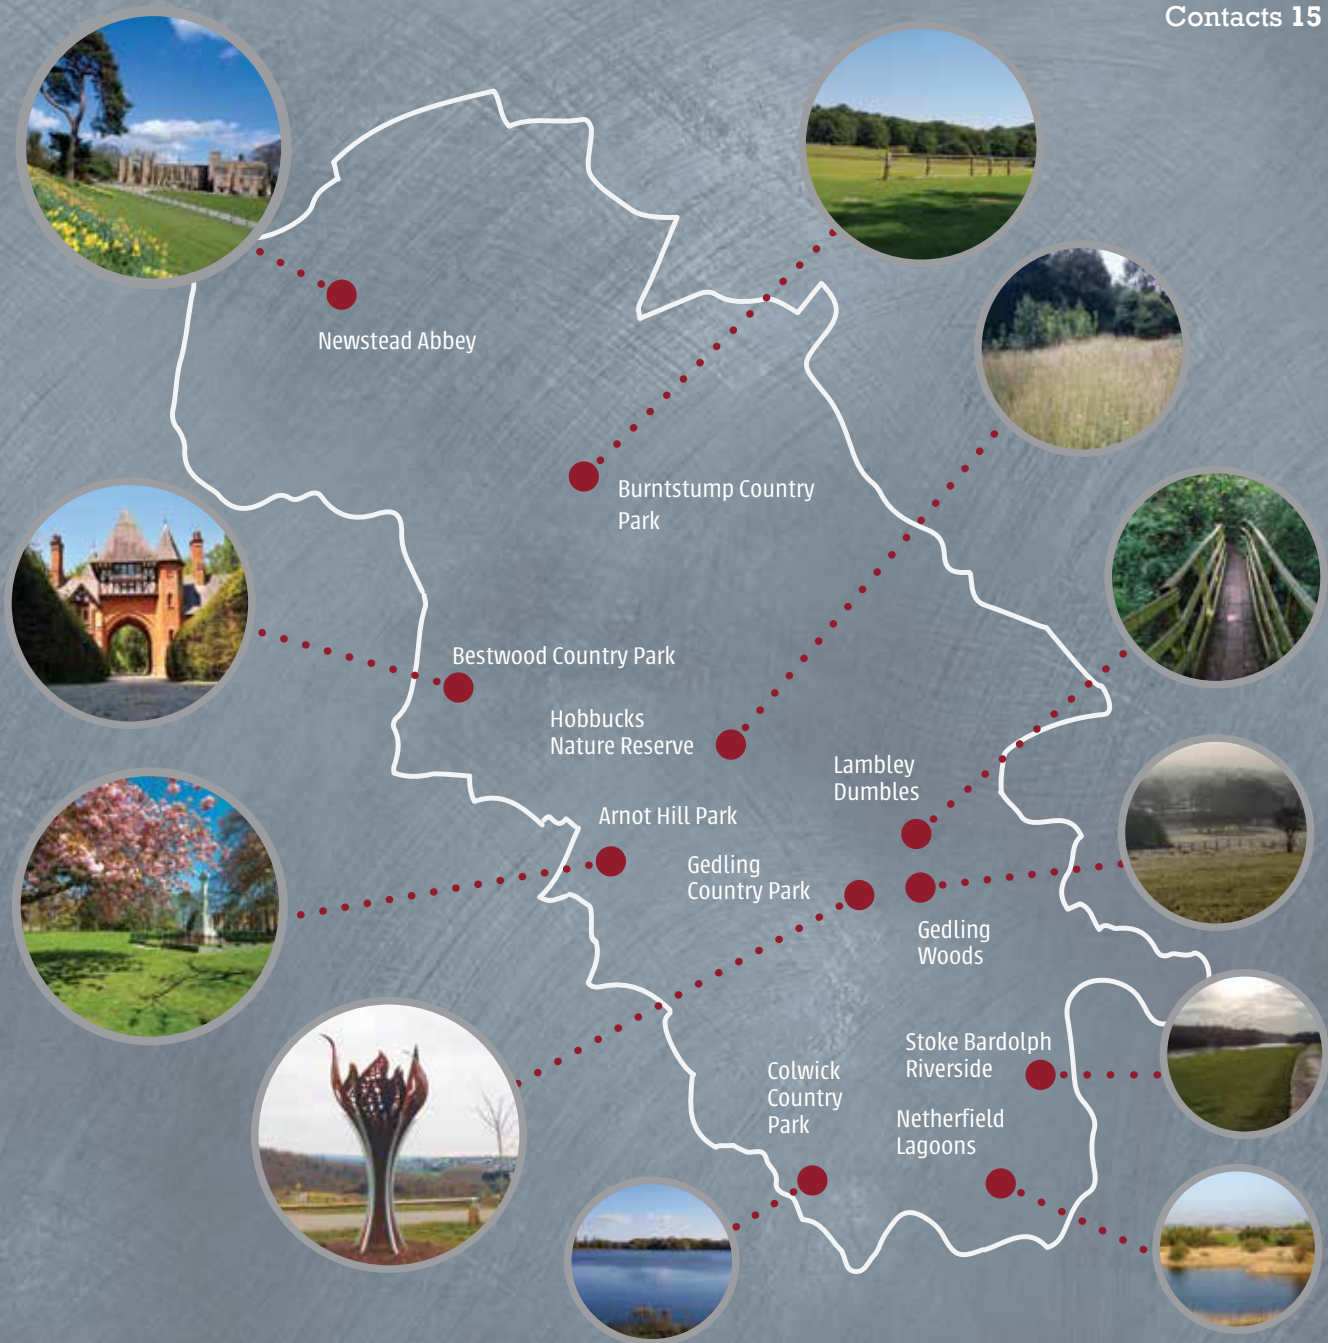 Contacts 15
Newstead Abbey
Burntstump Country
Park
Bestwood Country Park
Hobbucks
Nature Reserve
Lambley
Dumbles
Arnot Hill Park
Gedling
Country Park
Gedling
Woods
Stoke Bardolph
Riverside
Colwick
Country
Park
Netherfield
Lagoons